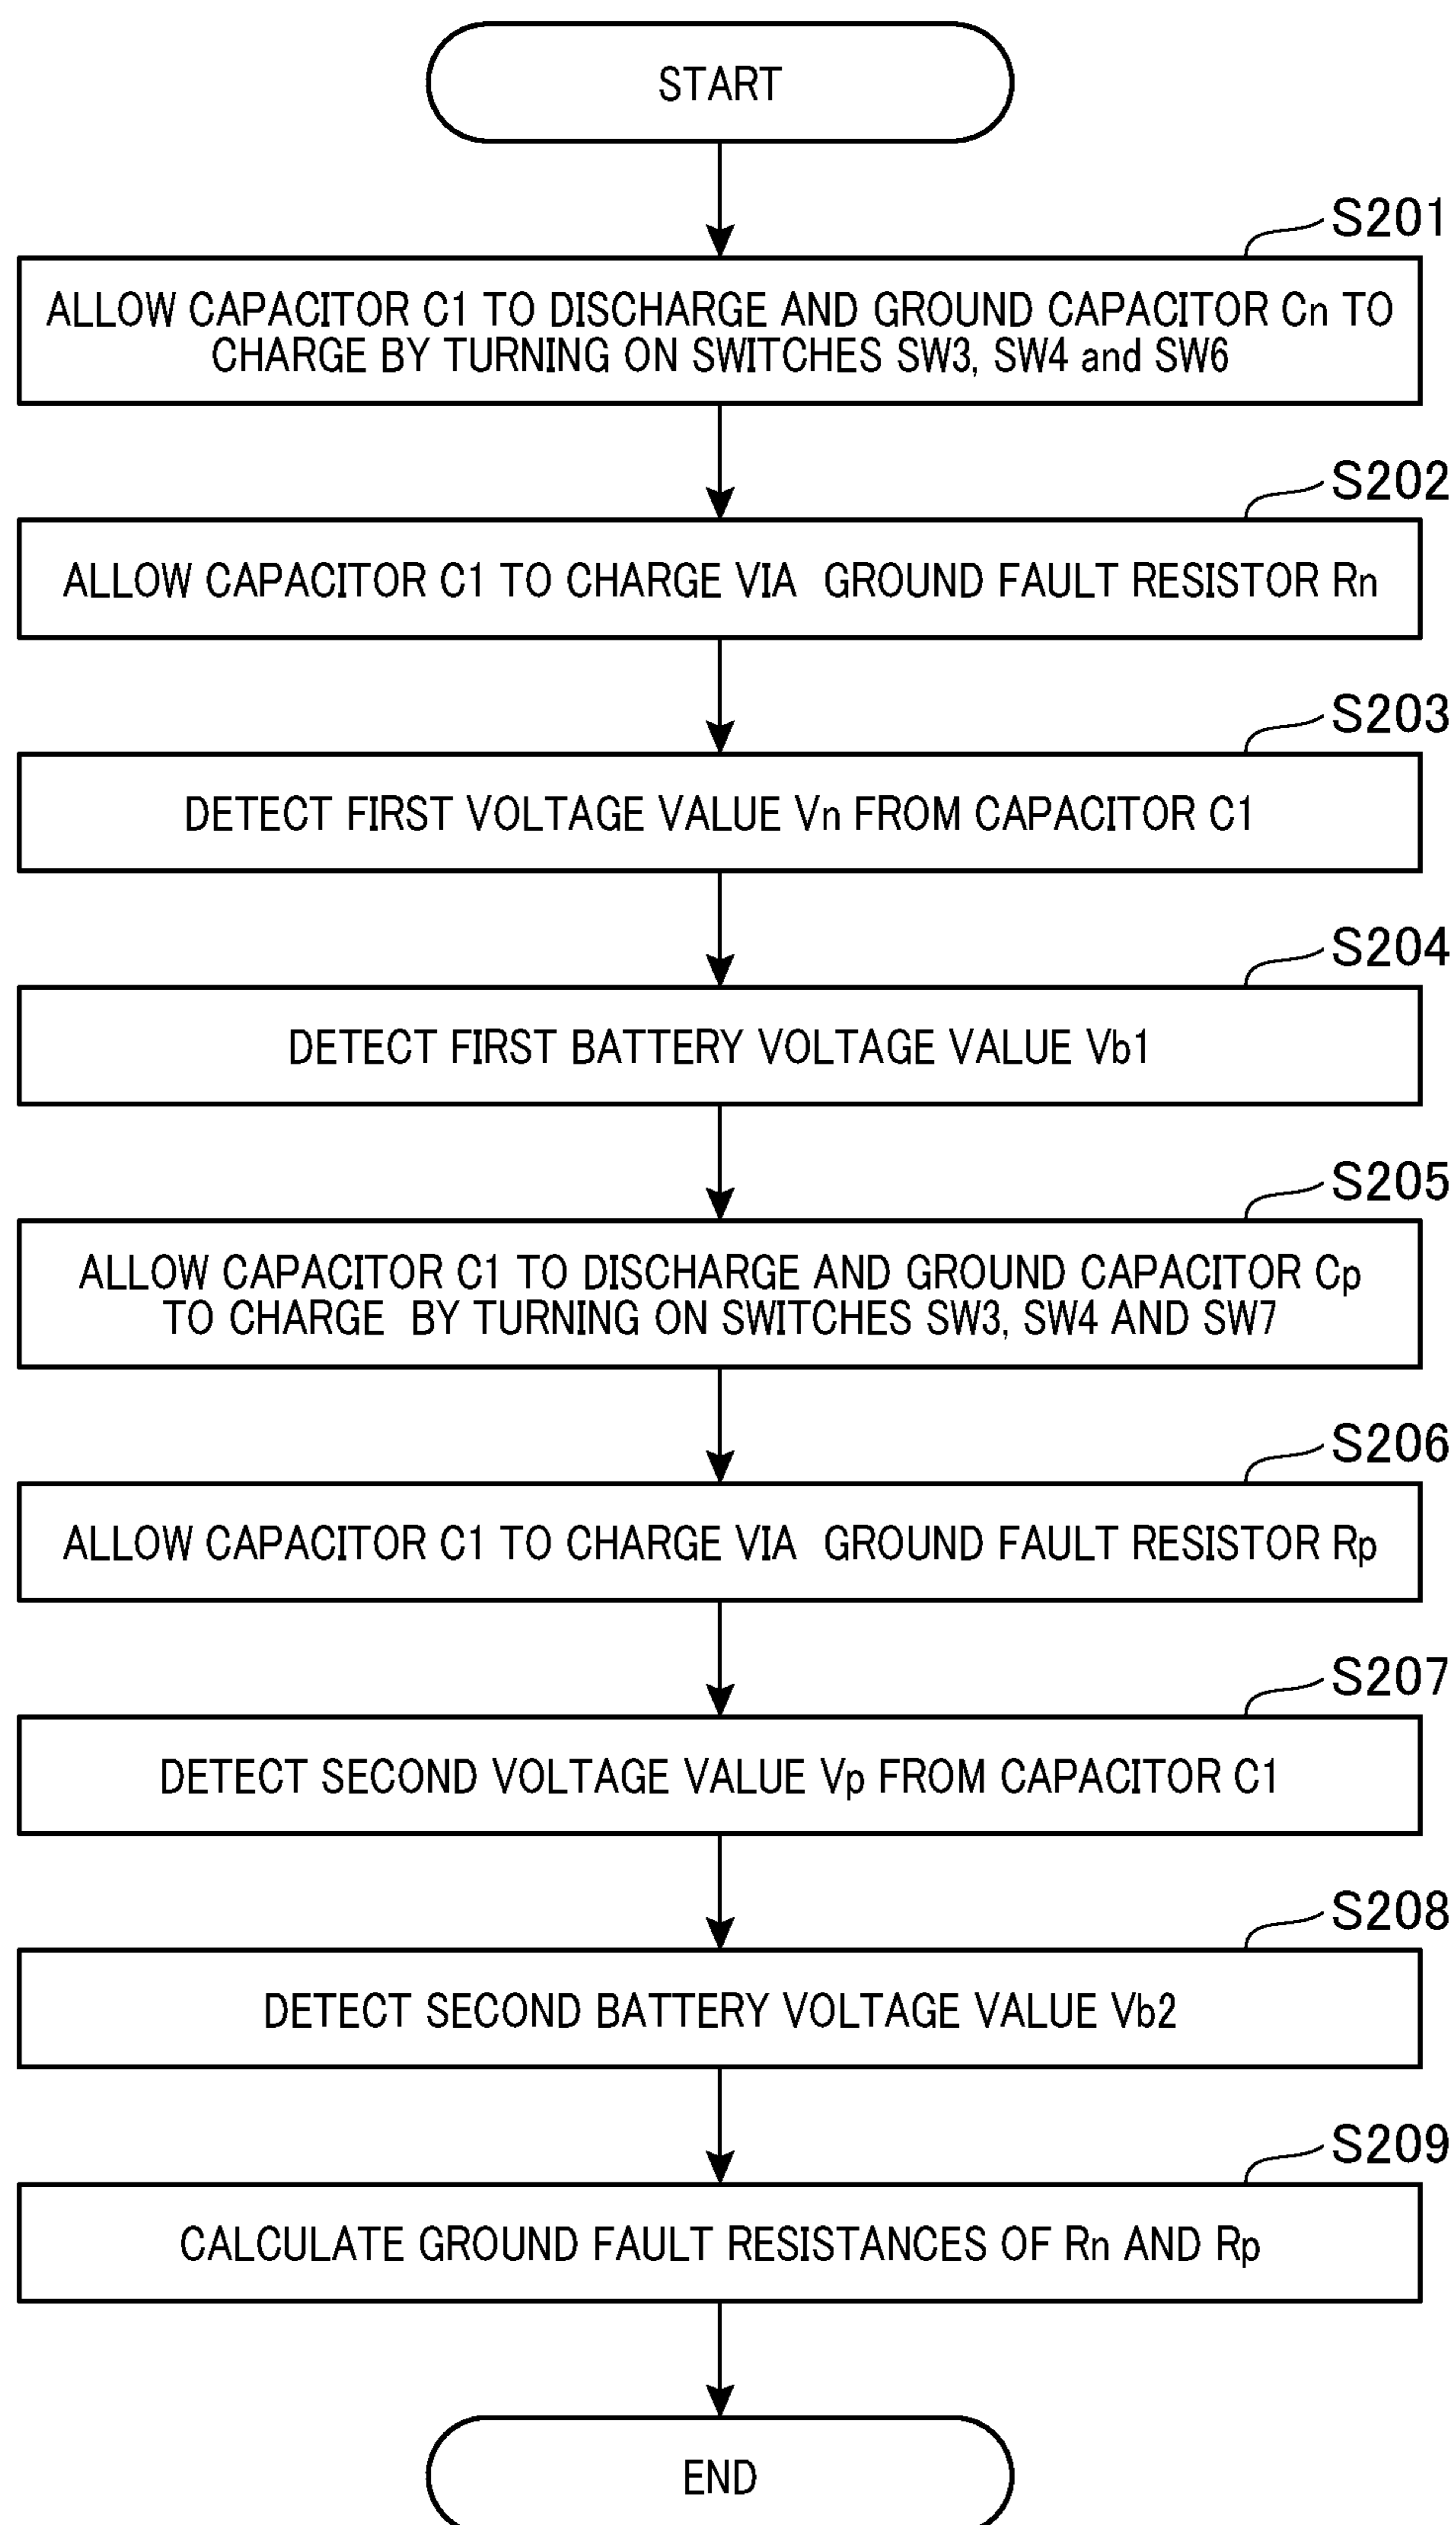 START
S201
ALLOW CAPACITOR C1 TO DISCHARGE AND GROUND CAPACITOR Cn TO
CHARGE BY TURNING ON SWITCHES SW3, SW4 and SW6
S202
ALLOW CAPACITOR C1 TO CHARGE VIA GROUND FAULT RESISTOR Rn
S203
DETECT FIRST VOLTAGE VALUE Vn FROM CAPACITOR C1
S204
DETECT FIRST BATTERY VOLTAGE VALUE Vb1
S205
ALLOW CAPACITOR C1 TO DISCHARGE AND GROUND CAPACITOR Cp
TO CHARGE BY TURNING ON SWITCHES SW3, SW4 AND SW7
S206
ALLOW CAPACITOR C1 TO CHARGE VIA GROUND FAULT RESISTOR Rp
S207
DETECT SECOND VOLTAGE VALUE Vp FROM CAPACITOR C1
S208
DETECT SECOND BATTERY VOLTAGE VALUE Vb2
S209
CALCULATE GROUND FAULT RESISTANCES OF Rn AND Rp
END